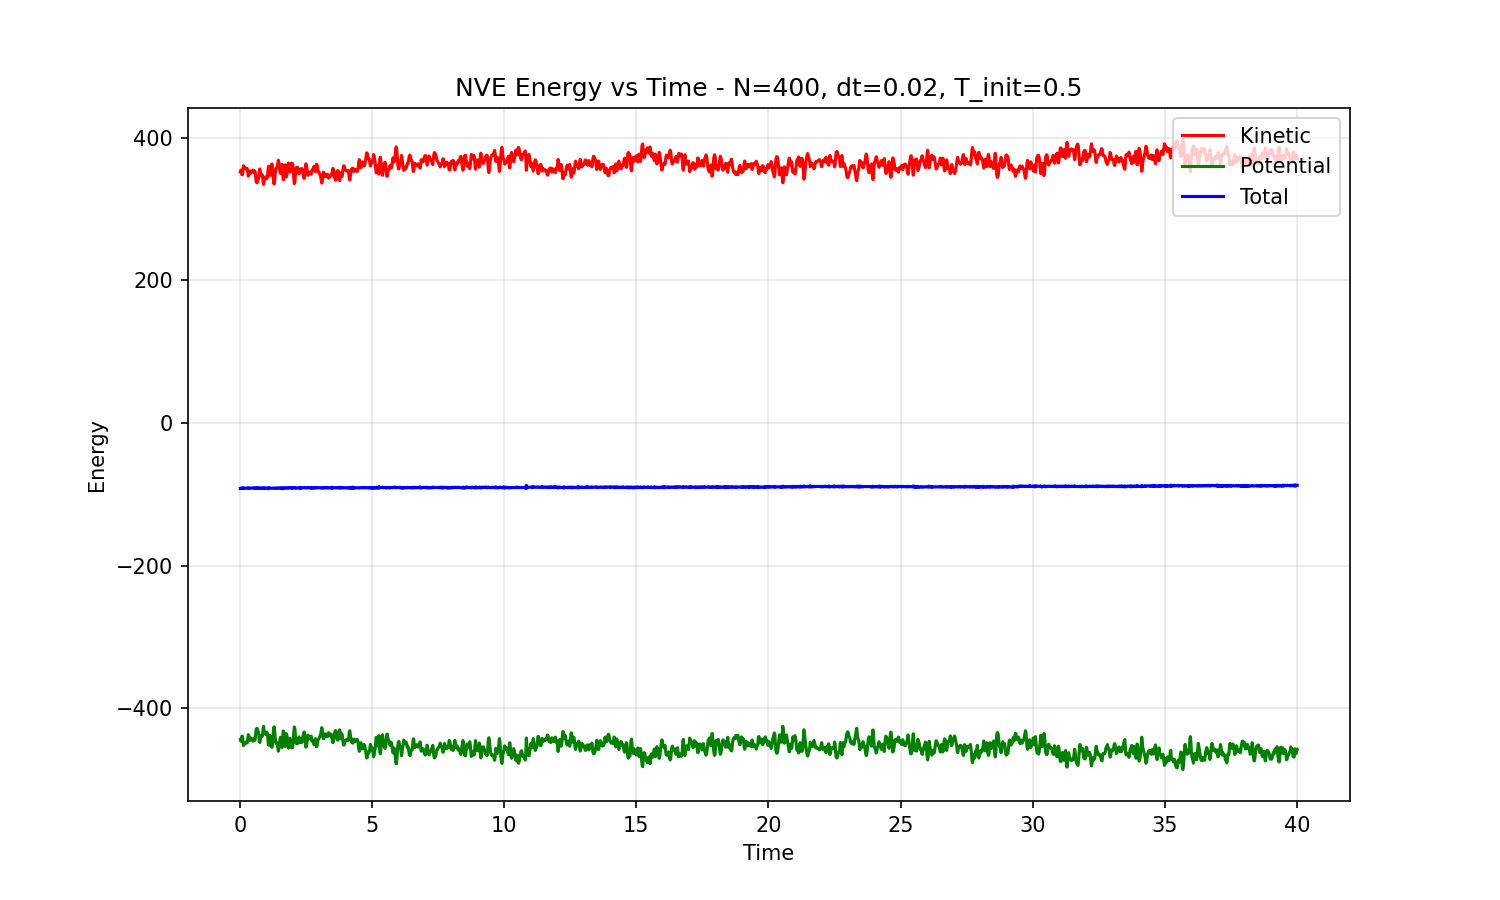 NVE Energy vs Time - N=400, dt=0.02, T_init=0.5
Kinetic
Potential
Total
400
200
0
−200
−400
Energy
0 5 10 15 20 25 30 35 40
Time